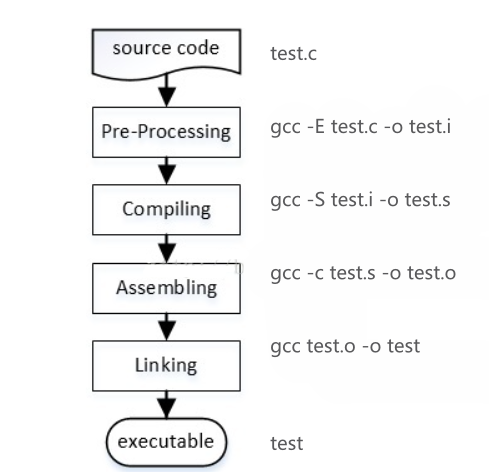 source code test.c
Pre-Processing gcc -E test.c -o test.i
Compiling gcc -S test.i -o test.s
Assembling gcc -c test.s -o test.o
Linking gcc test.o -o test
executable test